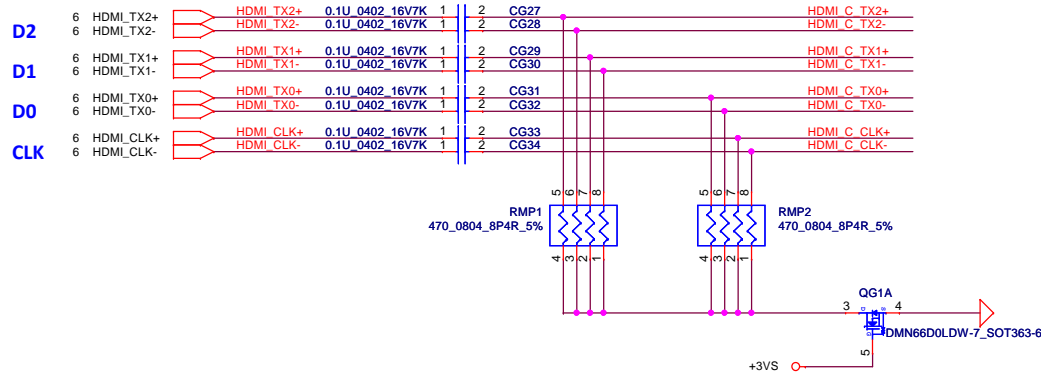 D2 6 HDMI_TX2+ HDMI_TX2+ 0.1U_0402_16V7K 1 2 CG27 HDMI_C_TX2+
6 HDMI_TX2- HDMI_TX2- 0.1U_0402_16V7K 1 2 CG28 HDMI_C_TX2-
D1 6 HDMI_TX1+ HDMI_TX1+ 0.1U_0402_16V7K 1 2 CG29 HDMI_C_TX1+
6 HDMI_TX1- HDMI_TX1- 0.1U_0402_16V7K 1 2 CG30 HDMI_C_TX1-
D0 6 HDMI_TX0+ HDMI_TX0+ 0.1U_0402_16V7K 1 2 CG31 HDMI_C_TX0+
6 HDMI_TX0- HDMI_TX0- 0.1U_0402_16V7K 1 2 CG32 HDMI_C_TX0-
CLK 6 HDMI_CLK+ HDMI_CLK+ 0.1U_0402_16V7K 1 2 CG33 HDMI_C_CLK+
6 HDMI_CLK- HDMI_CLK- 0.1U_0402_16V7K 1 2 CG34 HDMI_C_CLK-
5 6 7 8 5 6 7 8
RMP1 RMP2
470_0804_8P4R_5% 470_0804_8P4R_5%
4 3 2 1 4 3 2 1
QG1A
3 4
DMN66D0LDW-7_SOT363-6
5
+3VS